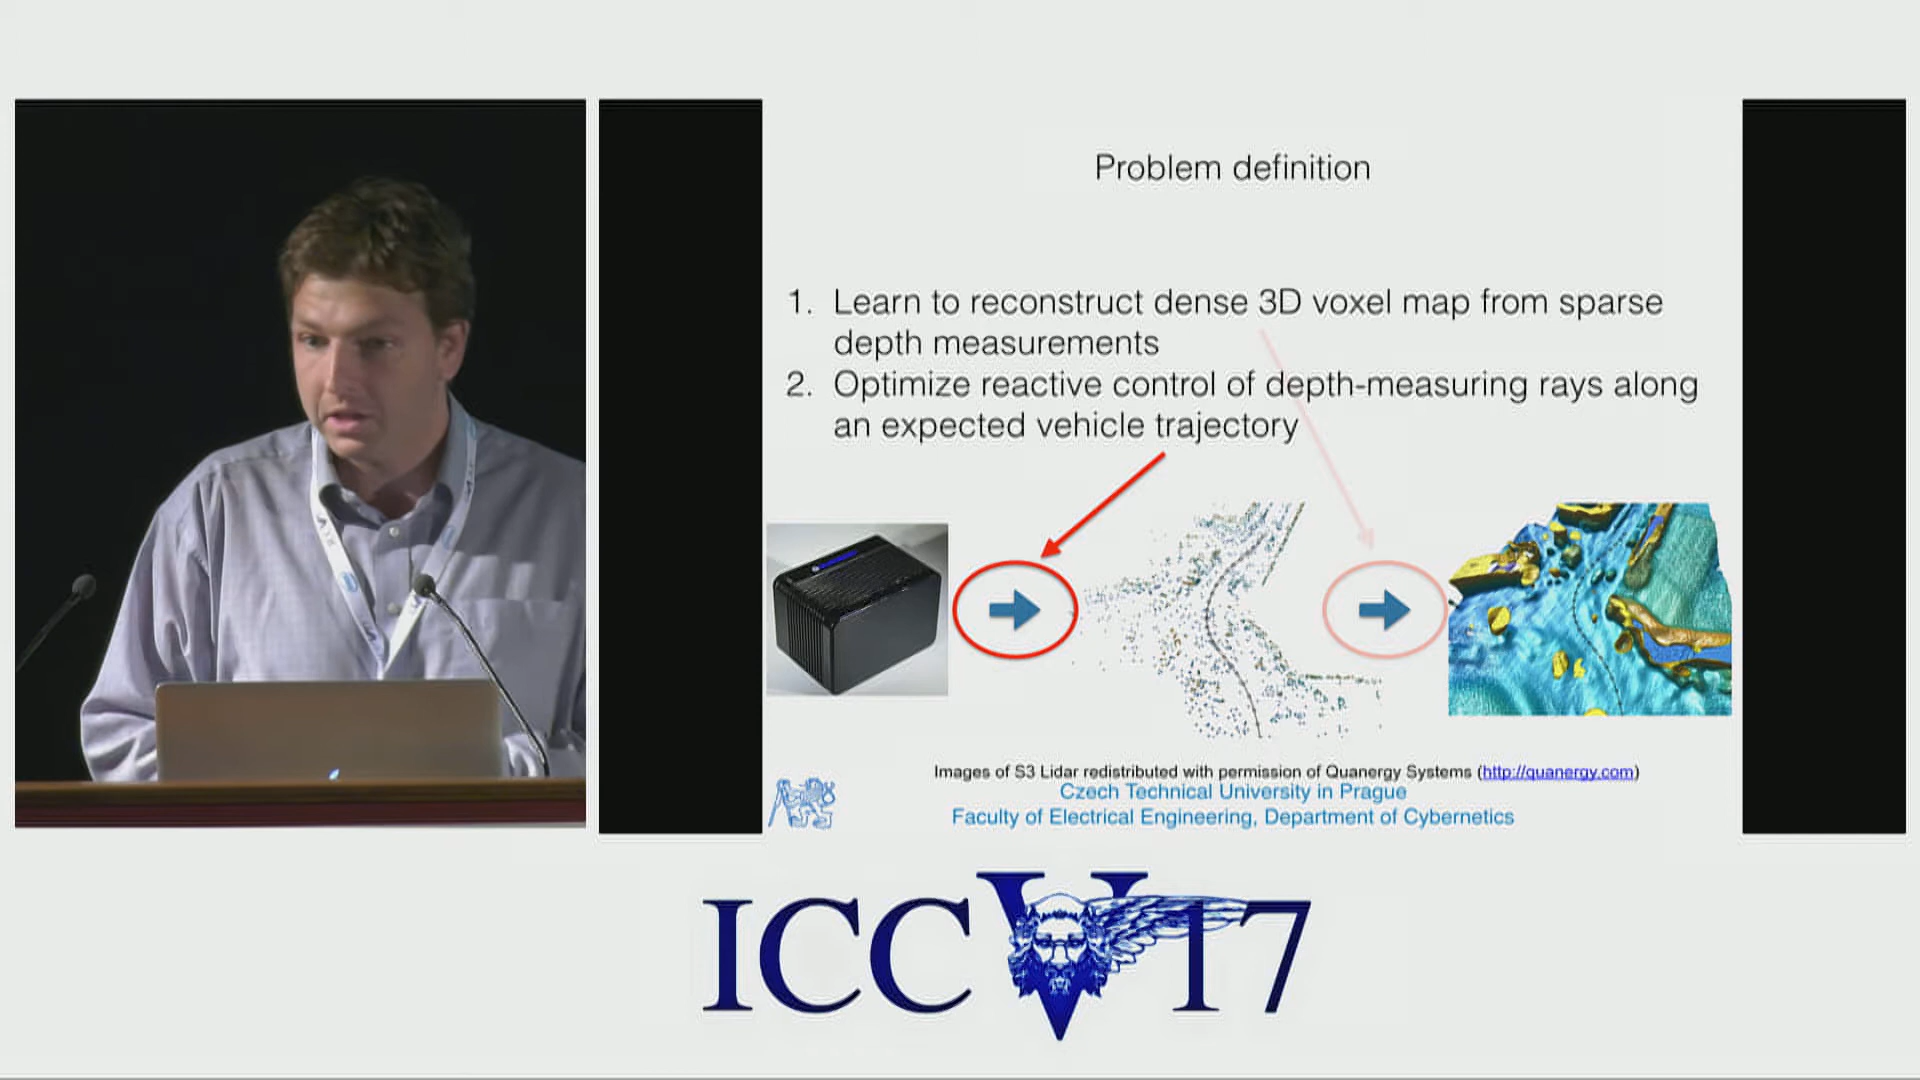 Problem definition
1. Learn to reconstruct dense 3D voxel map from sparse
depth measurements
2. Optimize reactive control of depth-measuring rays along
an expected vehicle trajectory
Images of S3 Lidar redistributed with permission of Quanergy Systems (http://quanergy.com)
Czech Technical University in Prague
Faculty of Electrical Engineering, Department of Cybernetics
ICCV17